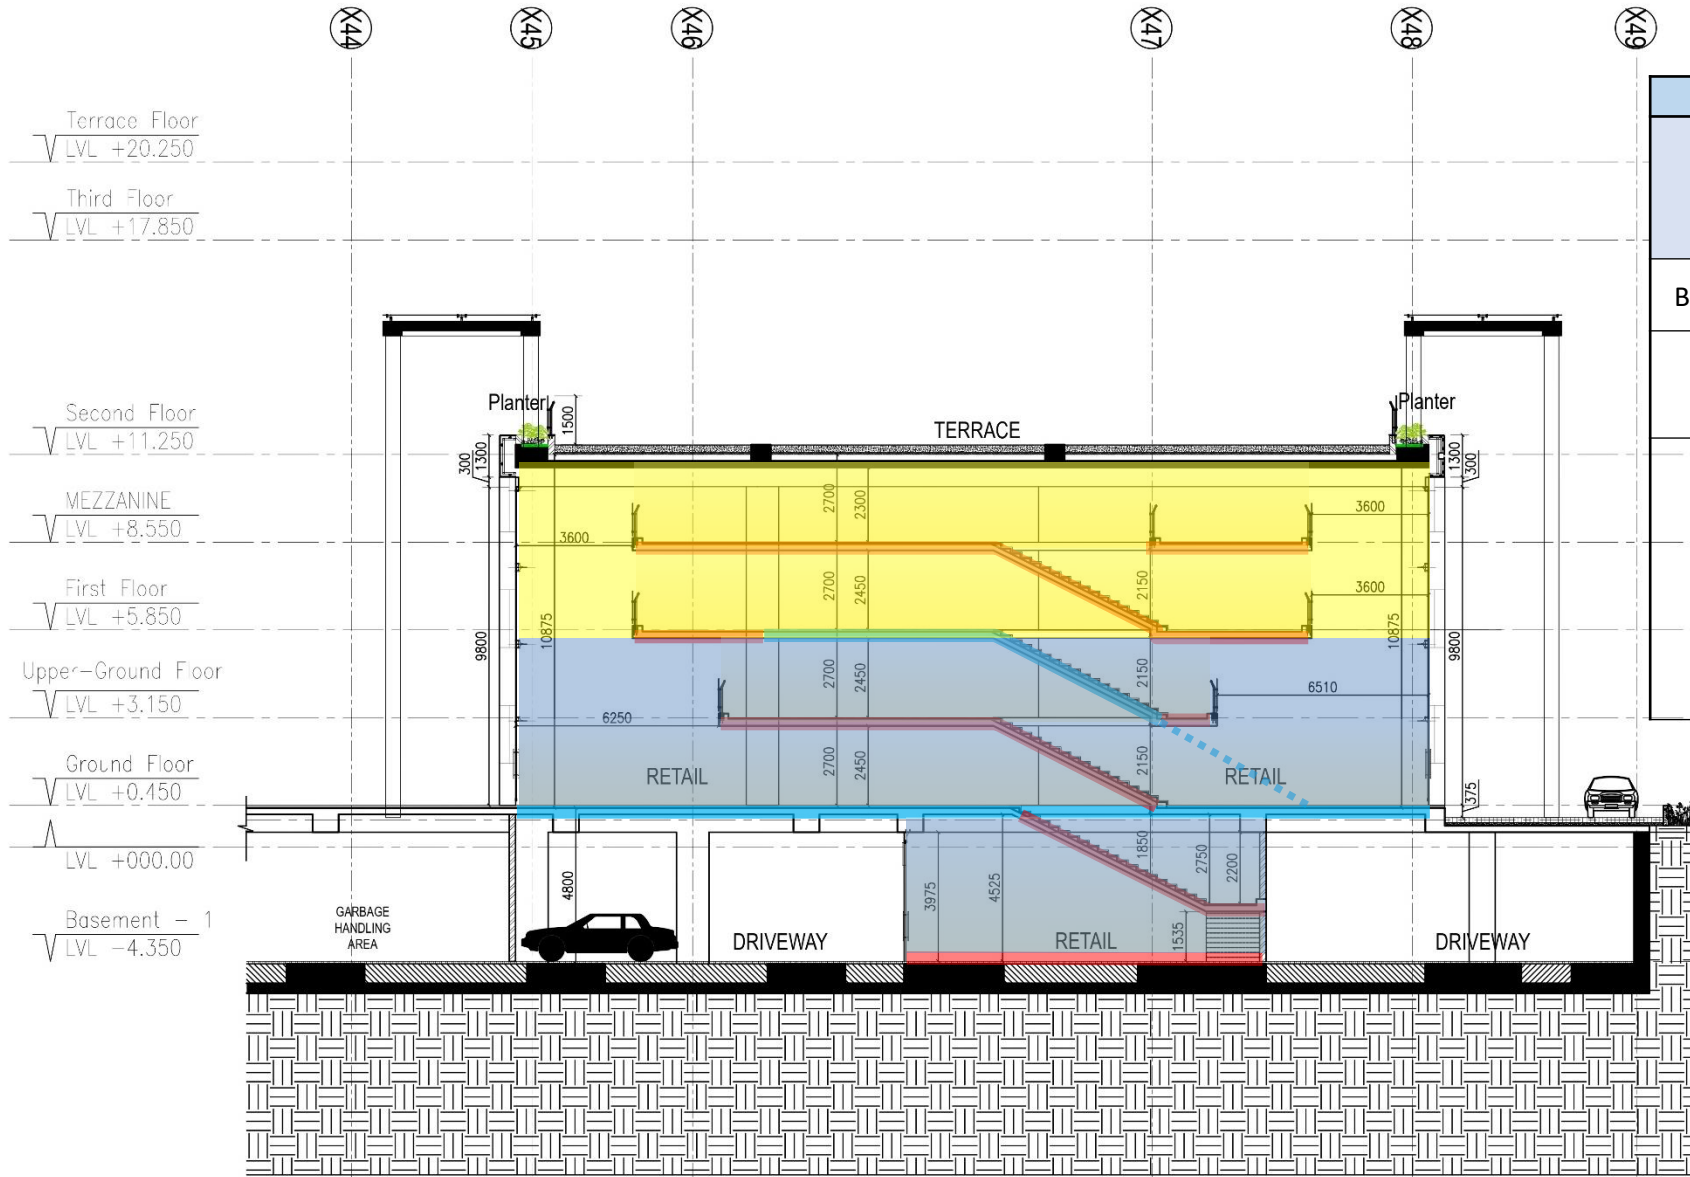 X44
X45
X46
X47
X48
X49
Terrace Floor
LVL +20.250
Third Floor
LVL +17.850
B
Planter
1500
TERRACE
Planter
Second Floor
LVL +11.250
300
1300
1300
300
MEZZANINE
LVL +8.550
2700
2300
3600
3600
First Floor
LVL +5.850
2700
2450
2150
3600
9800
10875
10875
9800
Upper-Ground Floor
LVL +3.150
2700
2450
2150
6510
6250
Ground Floor
LVL +0.450
RETAIL
2700
2450
2150
RETAIL
375
LVL +000.00
4800
3975
4525
1850
2750
2200
1535
Basement - 1
LVL -4.350
GARBAGE
HANDLING
AREA
DRIVEWAY
RETAIL
DRIVEWAY